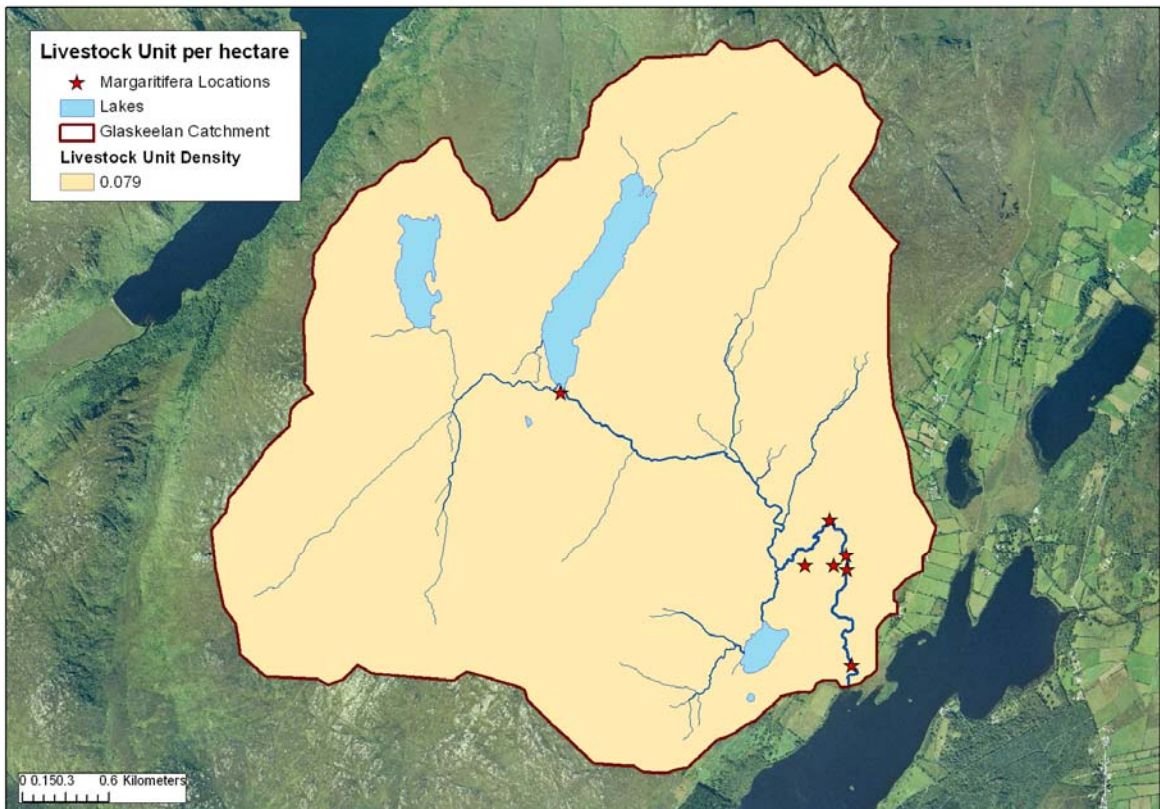 Livestock Unit per hectare
Margaritifera Locations
Lakes
Glaskeelan Catchment
Livestock Unit Density
0.079
0 0.150.3 0.6 Kilometers